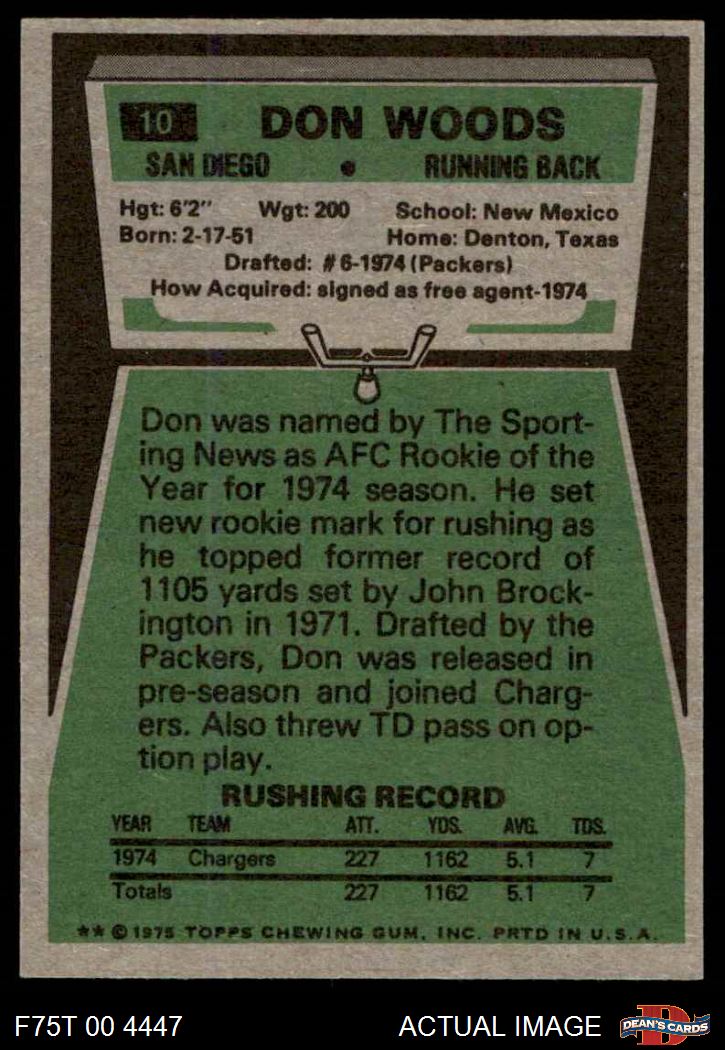 10 DON WOODS
SAN DIEGO • RUNNING BACK
Hgt: 6'2" Wgt: 200 School: New Mexico
Born: 2-17-51 Home: Denton, Texas
Drafted: #6-1974 (Packers)
How Acquired: signed as free agent-1974
Don was named by The Sport-
ing News as AFC Rookie of the
Year for 1974 season. He set
new rookie mark for rushing as
he topped former record of
1105 yards set by John Brock-
ington in 1971. Drafted by the
Packers, Don was released in
pre-season and joined Charg-
ers. Also threw TD pass on op-
tion play.
RUSHING RECORD
YEAR TEAM ATT. YDS. AVG. TDS.
1974 Chargers 227 1162 5.1 7
Totals 227 1162 5.1 7
** © 1975 TOPPS CHEWING GUM, INC. PRTD IN U.S.A.
F75T 00 4447 ACTUAL IMAGE
D
DEAN'S CARDS